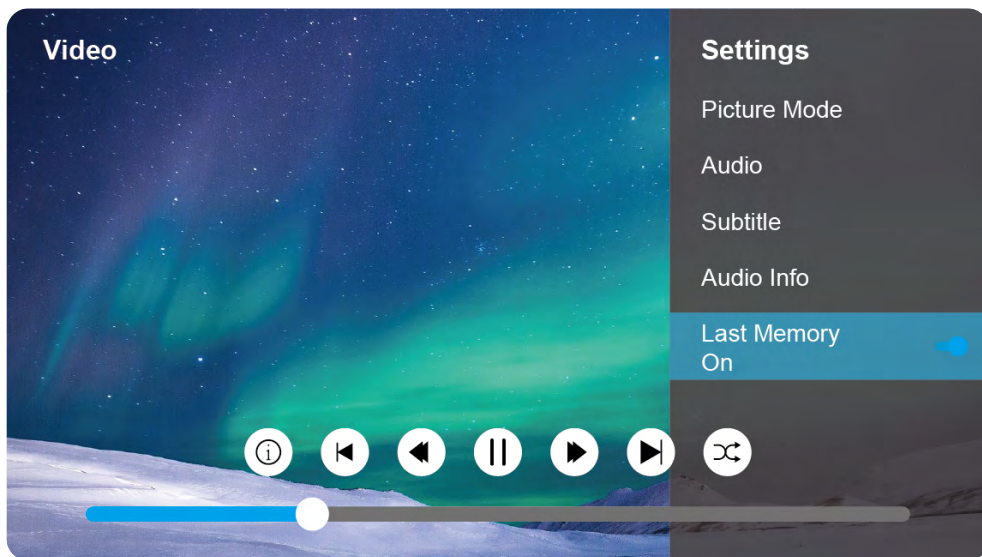 Video
Settings
Picture Mode
Audio
Subtitle
Audio Info
Last Memory
On